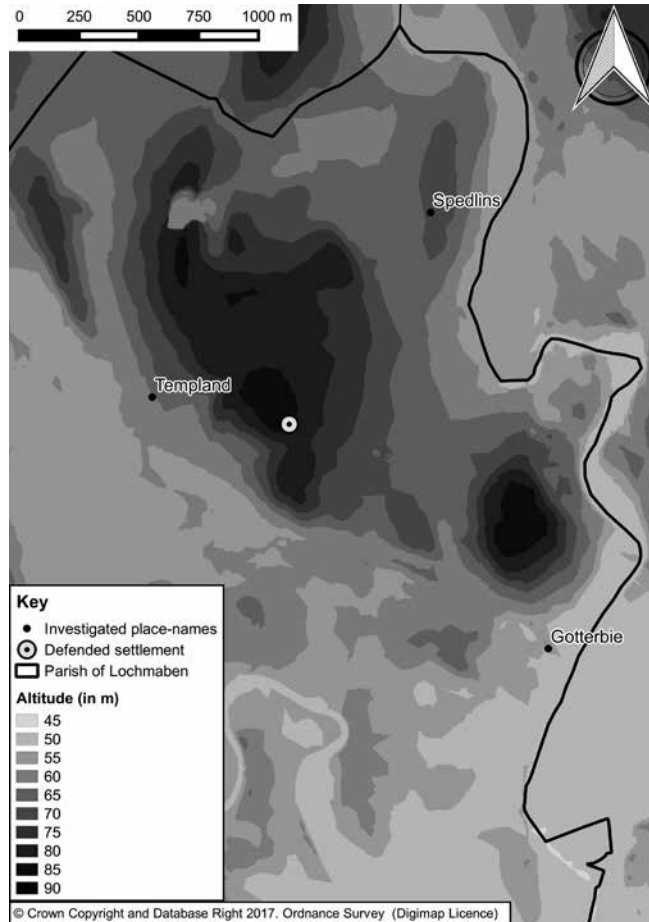 0 250 500 750 1000 m
Spedlins
Templand
Gotterbie
Key
Investigated place-names
Defended settlement
Parish of Lochmaben
Altitude (in m)
45
50
55
60
65
70
75
80
85
90
© Crown Copyright and Database Right 2017. Ordnance Survey (Digimap Licence)